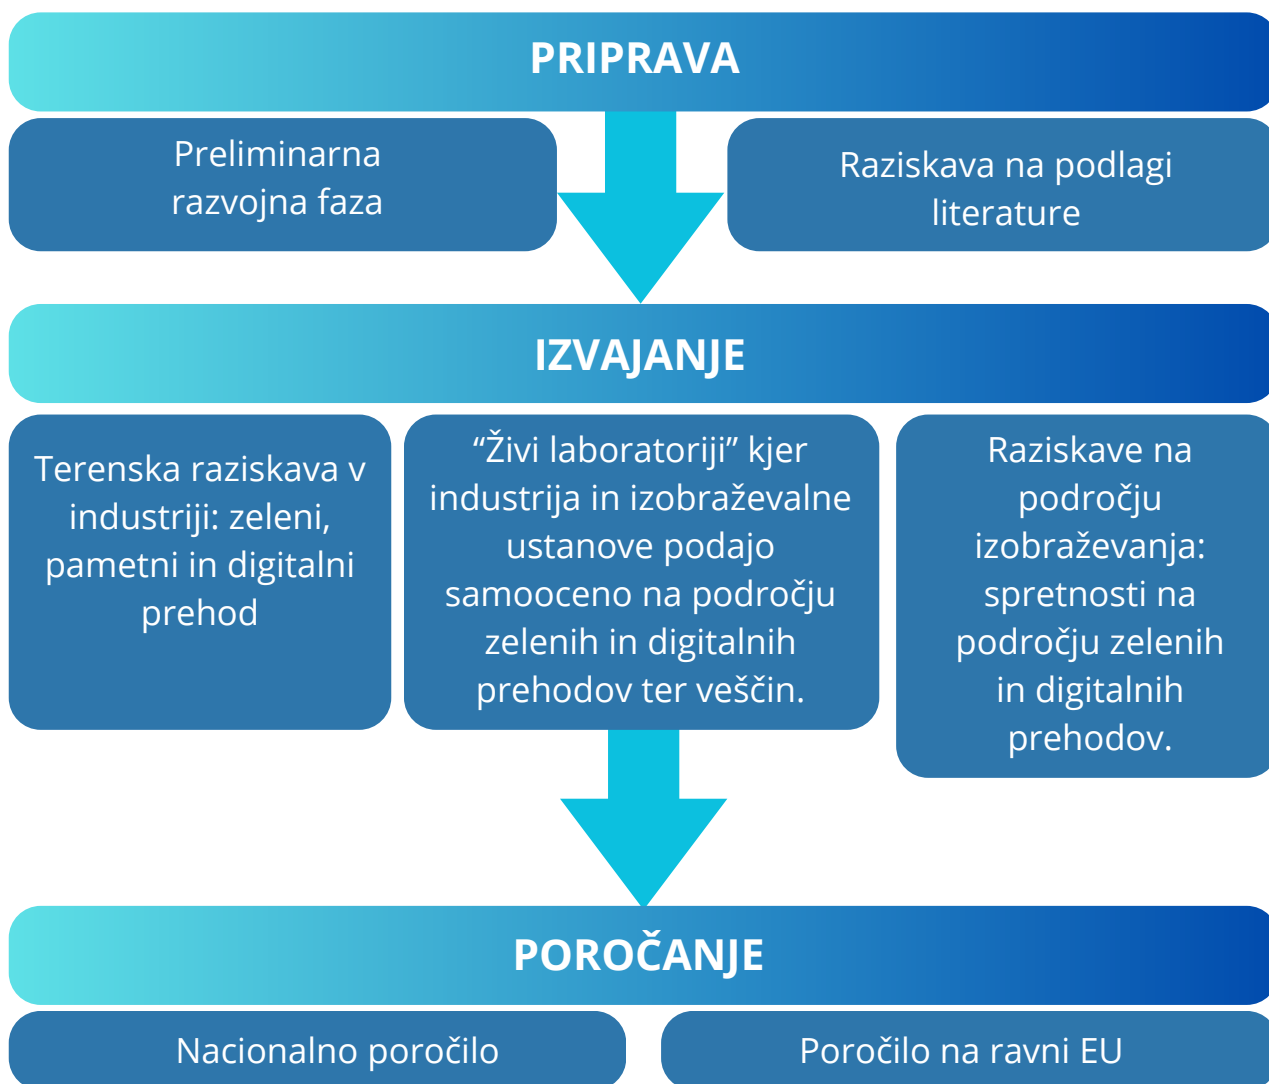 PRIPRAVA
Preliminarna
razvojna faza
Raziskava na podlagi
literature
IZVAJANJE
Terenska raziskava v
industriji: zeleni,
pametni in digitalni
prehod
“Živi laboratoriji” kjer
industrija in izobraževalne
ustanove podajo
samooceno na področju
zelenih in digitalnih
prehodov ter veščin.
Raziskave na
področju
izobraževanja:
spretnosti na
področju zelenih
in digitalnih
prehodov.
POROČANJE
Nacionalno poročilo
Poročilo na ravni EU